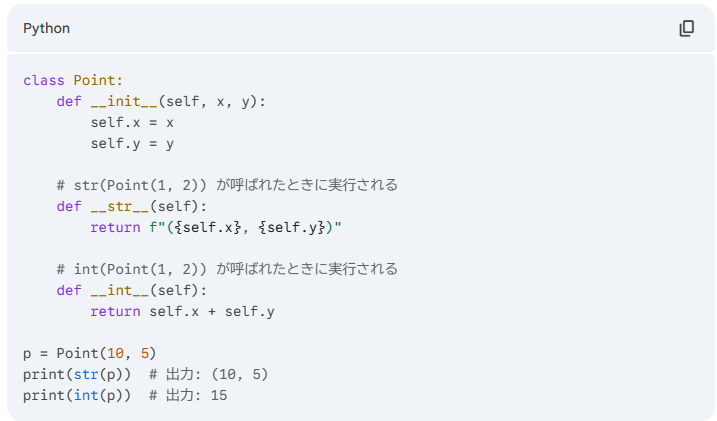 Python
class Point:
    def __init__(self, x, y):
        self.x = x
        self.y = y
    # str(Point(1, 2)) が呼ばれたときに実行される
    def __str__(self):
        return f"({self.x}, {self.y})"
    # int(Point(1, 2)) が呼ばれたときに実行される
    def __int__(self):
        return self.x + self.y
p = Point(10, 5)
print(str(p))  # 出力: (10, 5)
print(int(p))  # 出力: 15